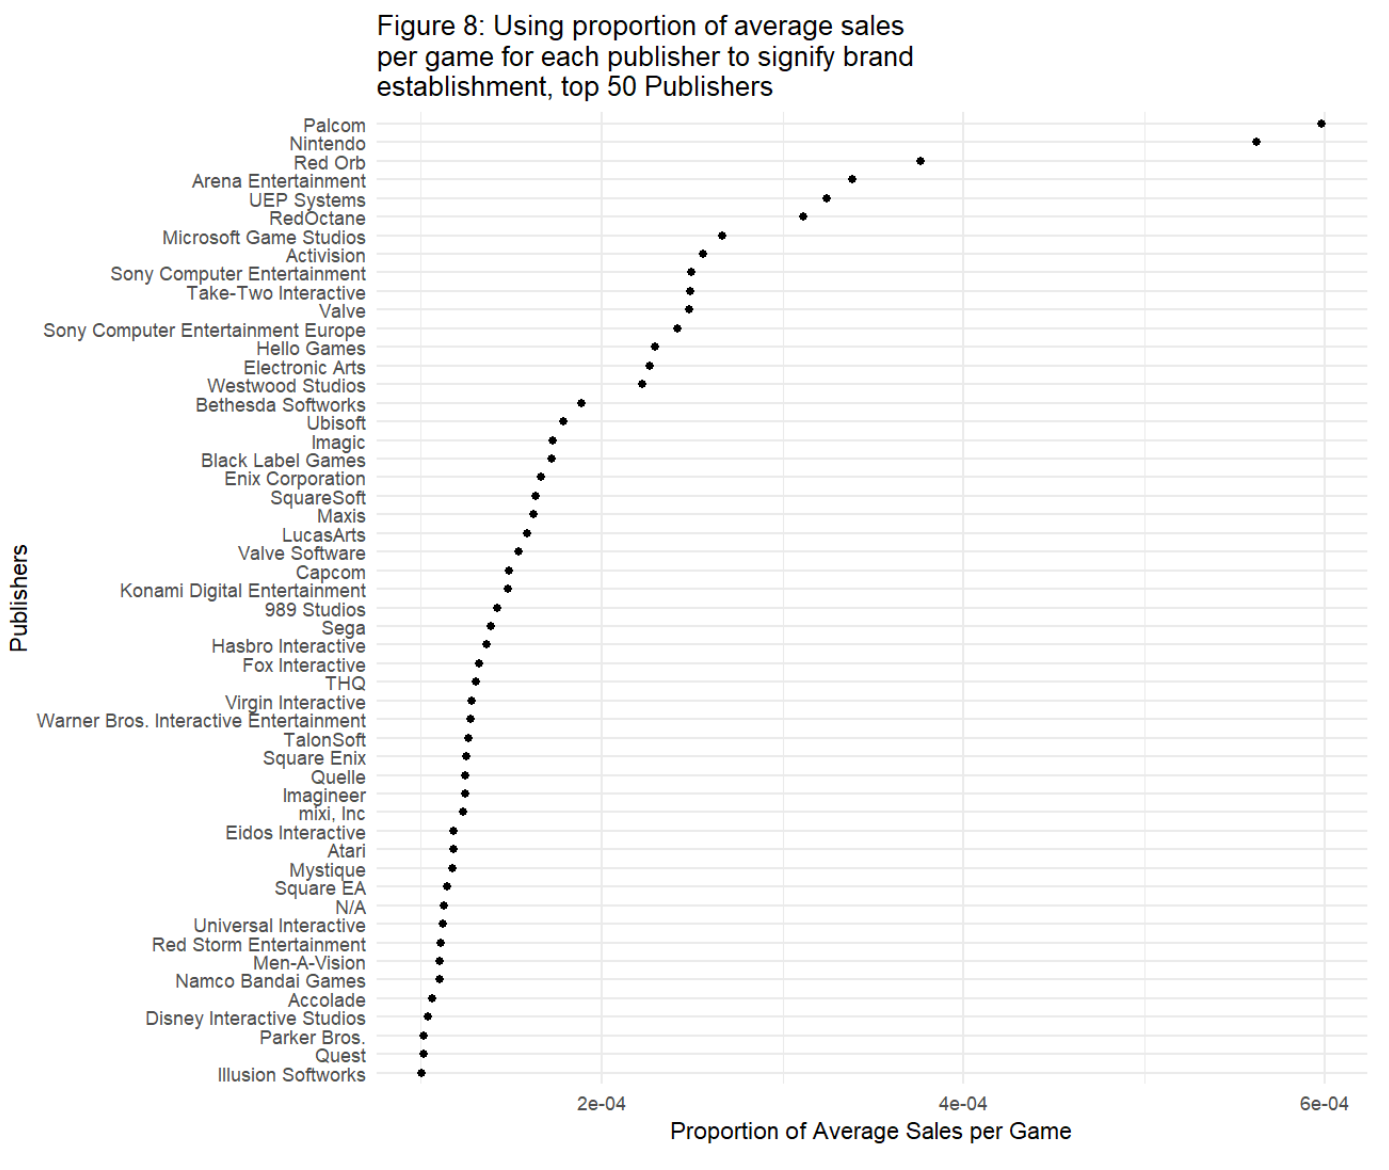 Figure 8: Using proportion of average sales
per game for each publisher to signify brand
establishment, top 50 Publishers
Palcom
Nintendo
Red Orb
Arena Entertainment
UEP Systems
RedOctane
Microsoft Game Studios
Activision
Sony Computer Entertainment
Take-Two Interactive
Valve
Sony Computer Entertainment Europe
Hello Games
Electronic Arts
Westwood Studios
Bethesda Softworks
Ubisoft
Imagic
Black Label Games
Enix Corporation
SquareSoft
Maxis
LucasArts
Valve Software
Capcom
Konami Digital Entertainment
989 Studios
Sega
Hasbro Interactive
Fox Interactive
THQ
Virgin Interactive
Warner Bros. Interactive Entertainment
TalonSoft
Square Enix
Quelle
Imagineer
mixi, Inc
Eidos Interactive
Atari
Mystique
Square EA
N/A
Universal Interactive
Red Storm Entertainment
Men-A-Vision
Namco Bandai Games
Accolade
Disney Interactive Studios
Parker Bros.
Quest
Illusion Softworks
Publishers
2e-04
4e-04
6e-04
Proportion of Average Sales per Game